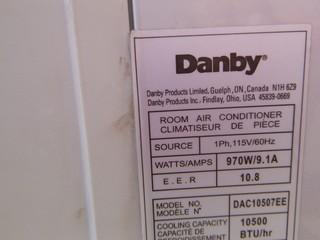 Danby®
Danby Products Limited, Guelph, ON, Canada N1H 6Z9
Danby Products Inc. Findlay, Ohio, USA 45839-0669
ROOM AIR CONDITIONER
CLIMATISEUR DE PIÈCE
SOURCE 1Ph,115V/60Hz
WATTS/AMPS 970W/9.1A
E.E.R 10.8
MODEL NO. DAC10507EE
MODÈLE N°
COOLING CAPACITY 10500
CAPACITÉ DE BTU/hr
REFROIDISSEMENT